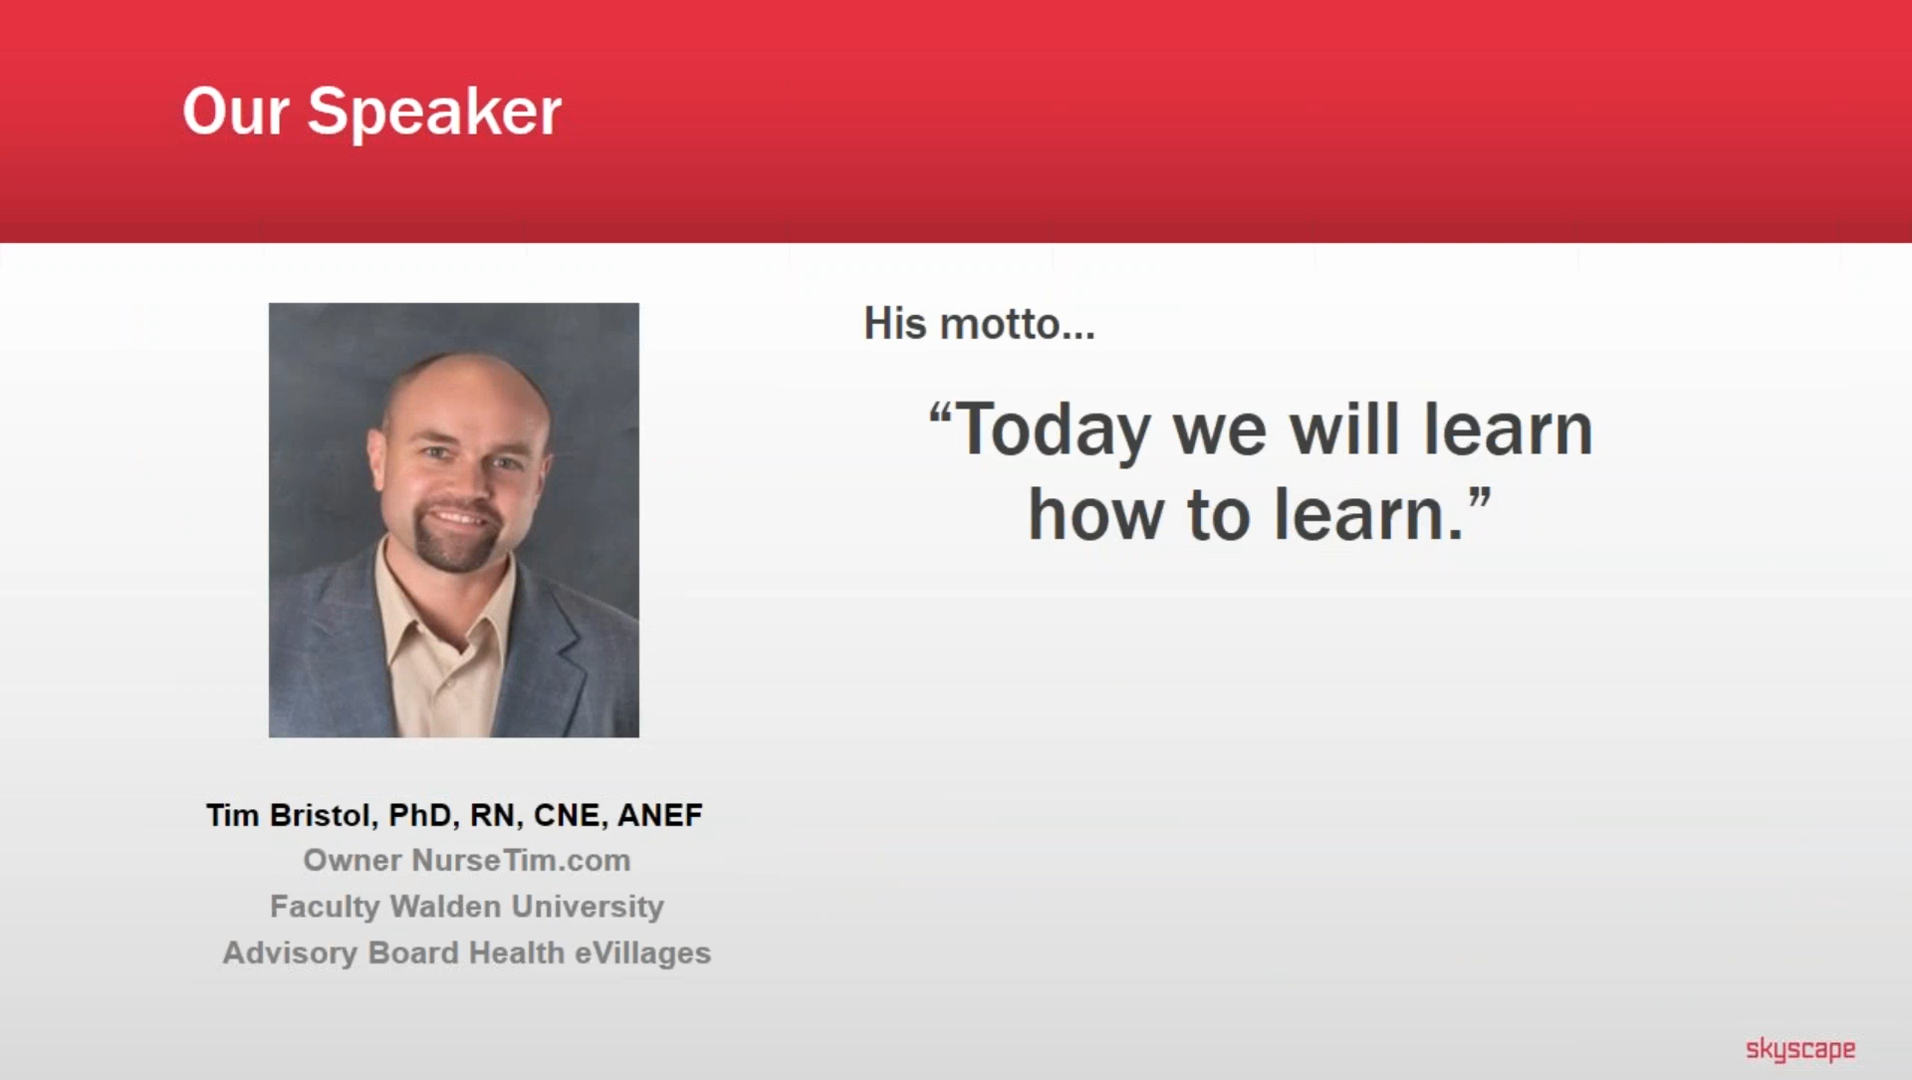 Our Speaker
His motto...
“Today we will learn
how to learn.”
Tim Bristol, PhD, RN, CNE, ANEF
Owner NurseTim.com
Faculty Walden University
Advisory Board Health eVillages
skyscape